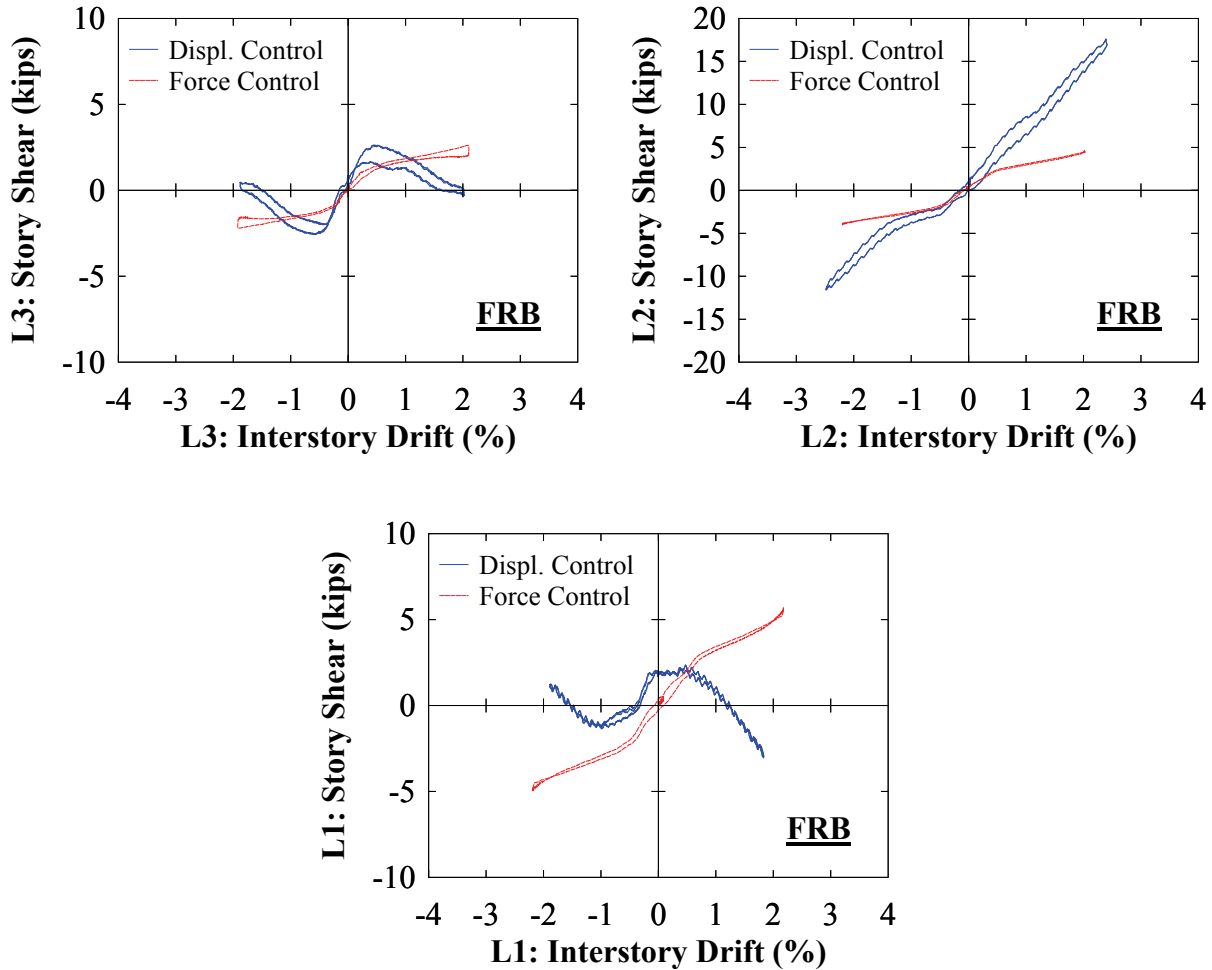 10
5
0
-5
-10
L3: Story Shear (kips)
Displ. Control
Force Control
FRB
-4 -3 -2 -1 0 1 2 3 4
L3: Interstory Drift (%)
20
15
10
5
0
-5
-10
-15
-20
L2: Story Shear (kips)
Displ. Control
Force Control
FRB
-4 -3 -2 -1 0 1 2 3 4
L2: Interstory Drift (%)
10
5
0
-5
-10
L1: Story Shear (kips)
Displ. Control
Force Control
FRB
-4 -3 -2 -1 0 1 2 3 4
L1: Interstory Drift (%)